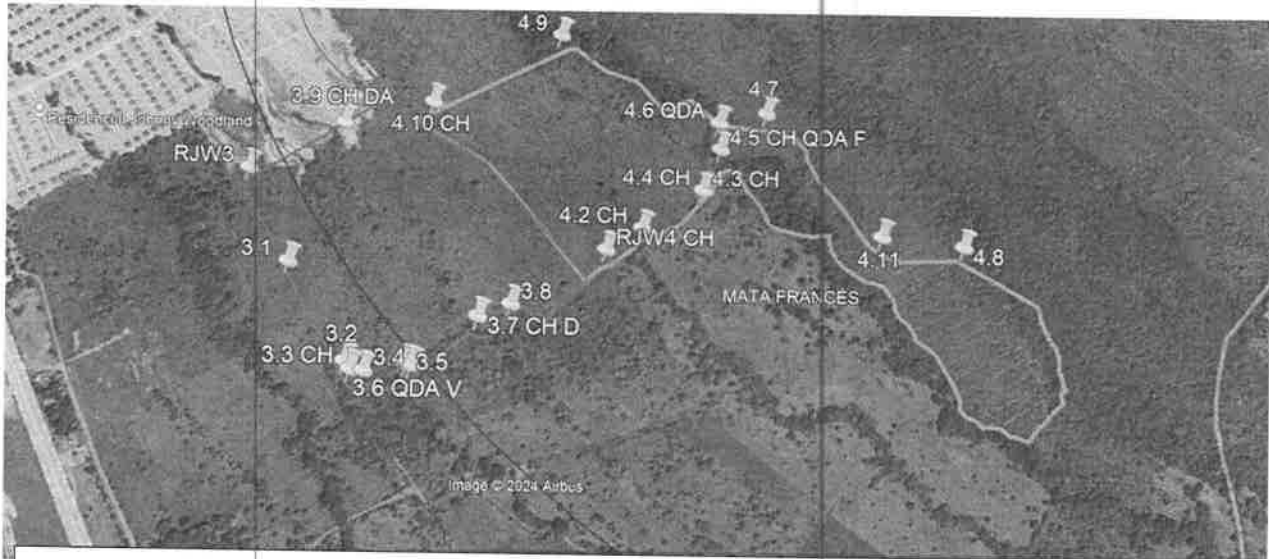 4.9
3.9 CH DA
4.10 CH
4.7
4.6 QDA
Woodland
4.5 CH QDA F
RJW3
4.4 CH
4.3 CH
4.2 CH
RJW4 CH
3.1
4.11
4.8
MATA FRANCES
3.8
3.7 CH D
3.2
3.3 CH
3.4
3.5
3.6 QDA V
Image © 2024 Airbus